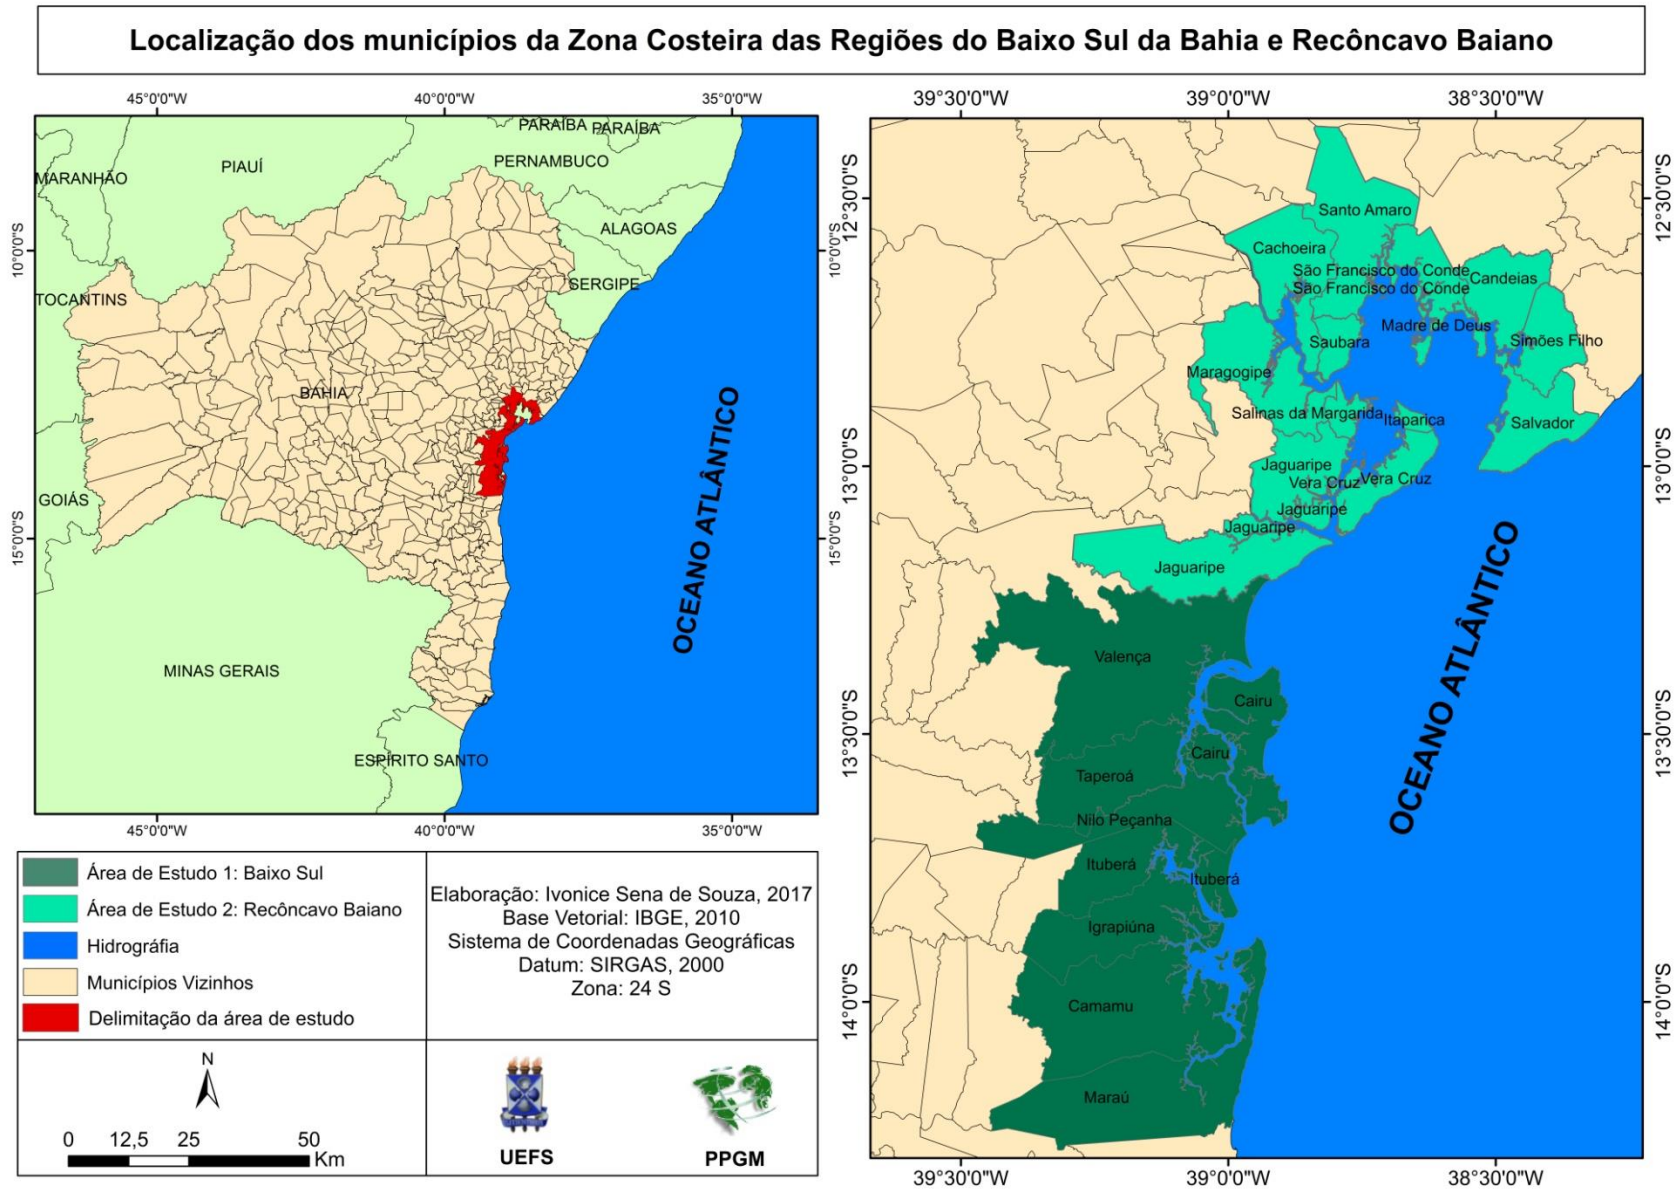 Localização dos municípios da Zona Costeira das Regiões do Baixo Sul da Bahia e Recôncavo Baiano
45°0'0"W
40°0'0"W
35°0'0"W
10°0'0"S
15°0'0"S
10°0'0"S
15°0'0"S
PARAÍBA
PARAÍBA
PIAUÍ
PERNAMBUCO
MARANHÃO
ALAGOAS
SERGIPE
TOCANTINS
BAHIA
GOIÁS
MINAS GERAIS
ESPÍRITO SANTO
OCEANO ATLÂNTICO
45°0'0"W
40°0'0"W
35°0'0"W
39°30'0"W
39°0'0"W
38°30'0"W
12°30'0"S
13°0'0"S
13°30'0"S
14°0'0"S
12°30'0"S
13°0'0"S
13°30'0"S
14°0'0"S
Santo Amaro
Cachoeira
São Francisco do Conde
São Francisco do Conde
Candeias
Madre de Deus
Saubara
Simões Filho
Maragogipe
Salinas da Margarida
Itaparica
Salvador
Jaguaripe
Vera Cruz
Vera Cruz
Jaguaripe
Jaguaripe
Jaguaripe
Valença
Cairu
Cairu
Taperoá
Nilo Peçanha
Ituberá
Ituberá
Igrapiúna
Camamu
Maraú
OCEANO ATLÂNTICO
39°30'0"W
39°0'0"W
38°30'0"W
Área de Estudo 1: Baixo Sul
Área de Estudo 2: Recôncavo Baiano
Hidrográfia
Municípios Vizinhos
Delimitação da área de estudo
Elaboração: Ivonice Sena de Souza, 2017
Base Vetorial: IBGE, 2010
Sistema de Coordenadas Geográficas
Datum: SIRGAS, 2000
Zona: 24 S
N
0 12,5 25 50
Km
UEFS
PPGM